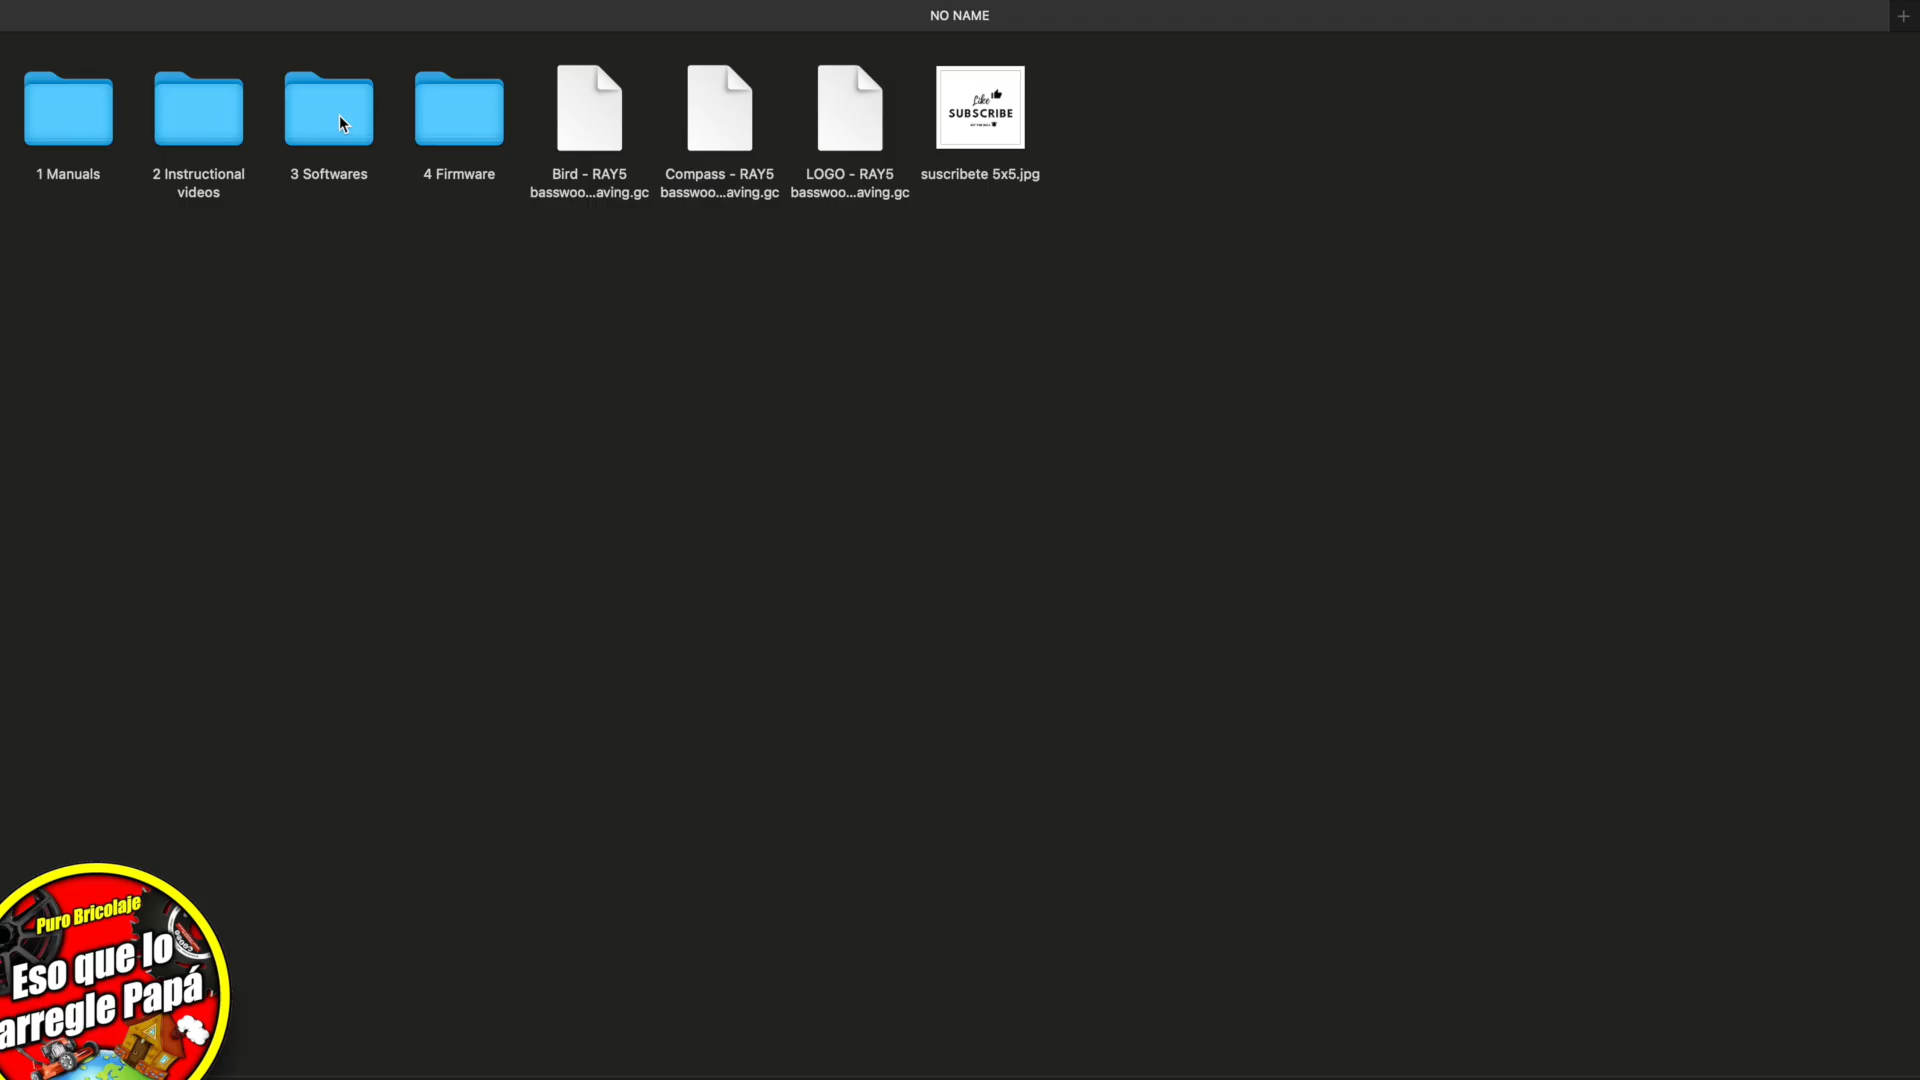 NO NAME
1 Manuals
2 Instructional
videos
3 Softwares
4 Firmware
Bird - RAY5
basswoo...aving.gc
Compass - RAY5
basswoo...aving.gc
LOGO - RAY5
basswoo...aving.gc
suscribete 5x5.jpg
Like
SUBSCRIBE
Puro Bricolaje
Eso que lo
arregle Papá